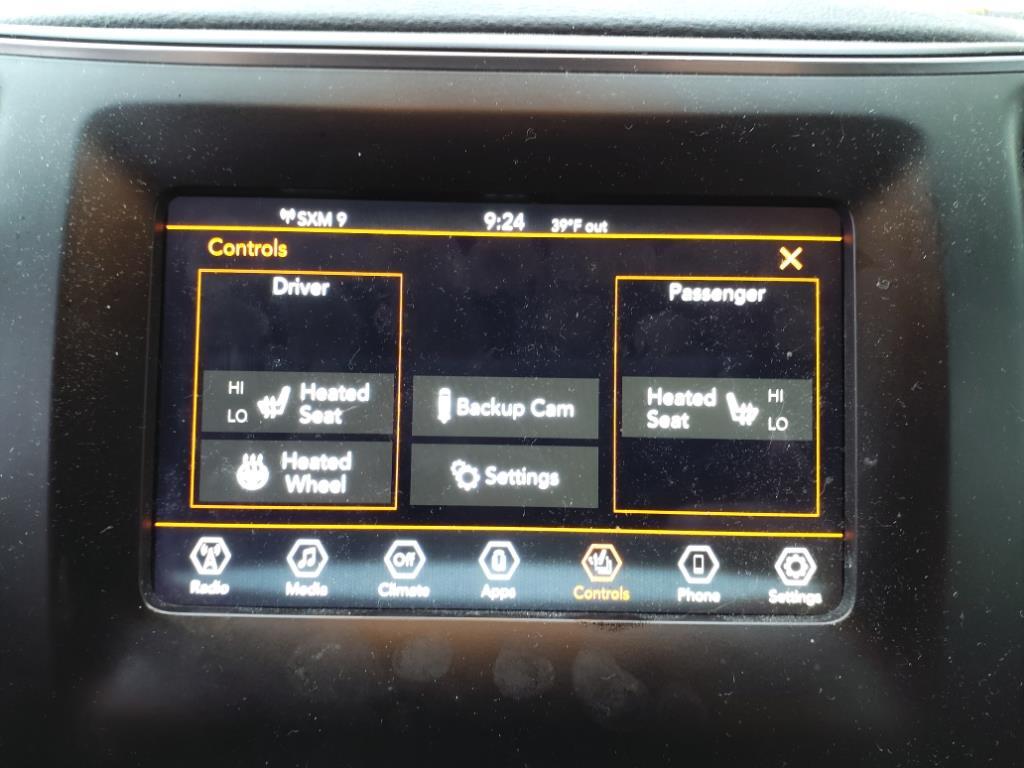 SXM 9 9:24 39°F out
Controls
Driver
Passenger
HI
LO
Heated
Seat
Backup Cam
Heated
Seat
HI
LO
Heated
Wheel
Settings
Off
Radio Media Climate Apps Controls Phone Settings